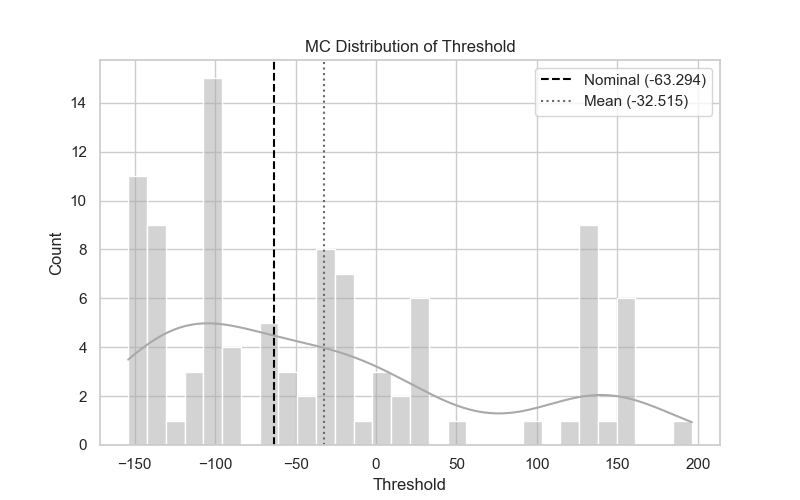 MC Distribution of Threshold
Nominal (-63.294)
Mean (-32.515)
Count
14
12
10
8
6
4
2
0
−150 −100 −50 0 50 100 150 200
Threshold